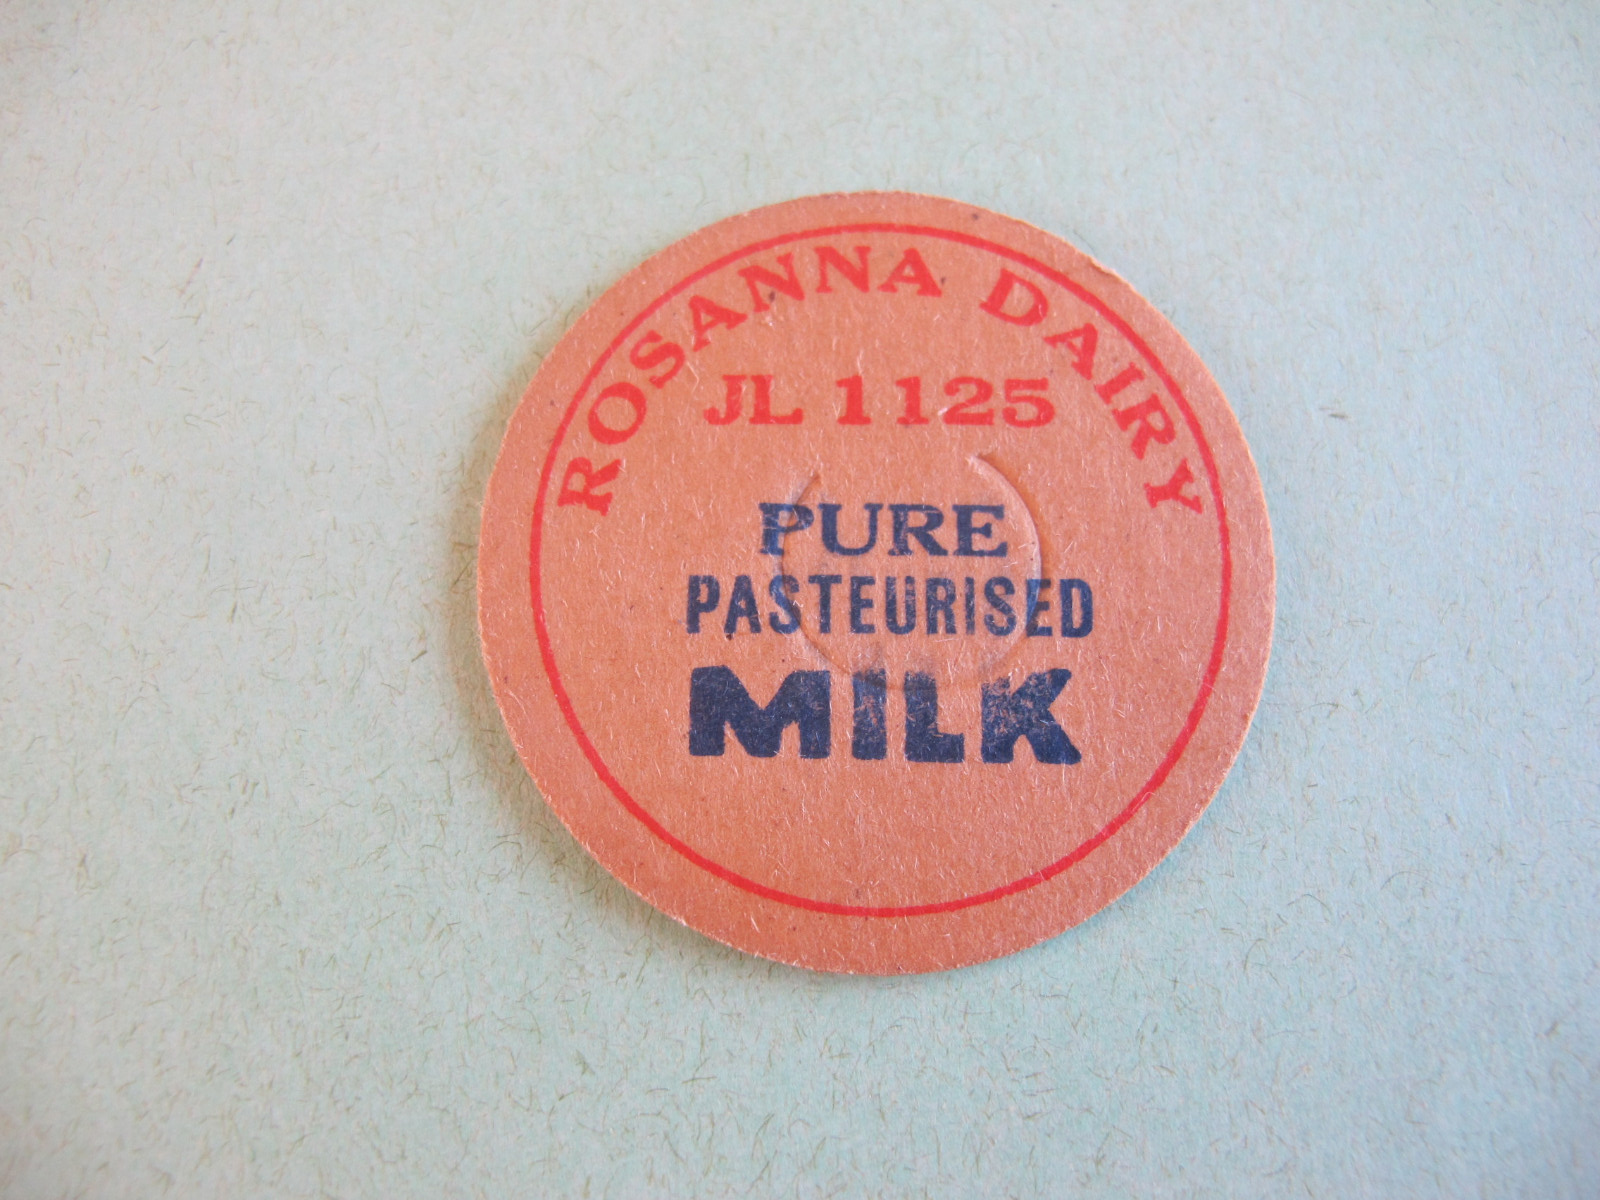 ROSANNA DAIRY
JL 1125
PURE
PASTEURISED
MILK